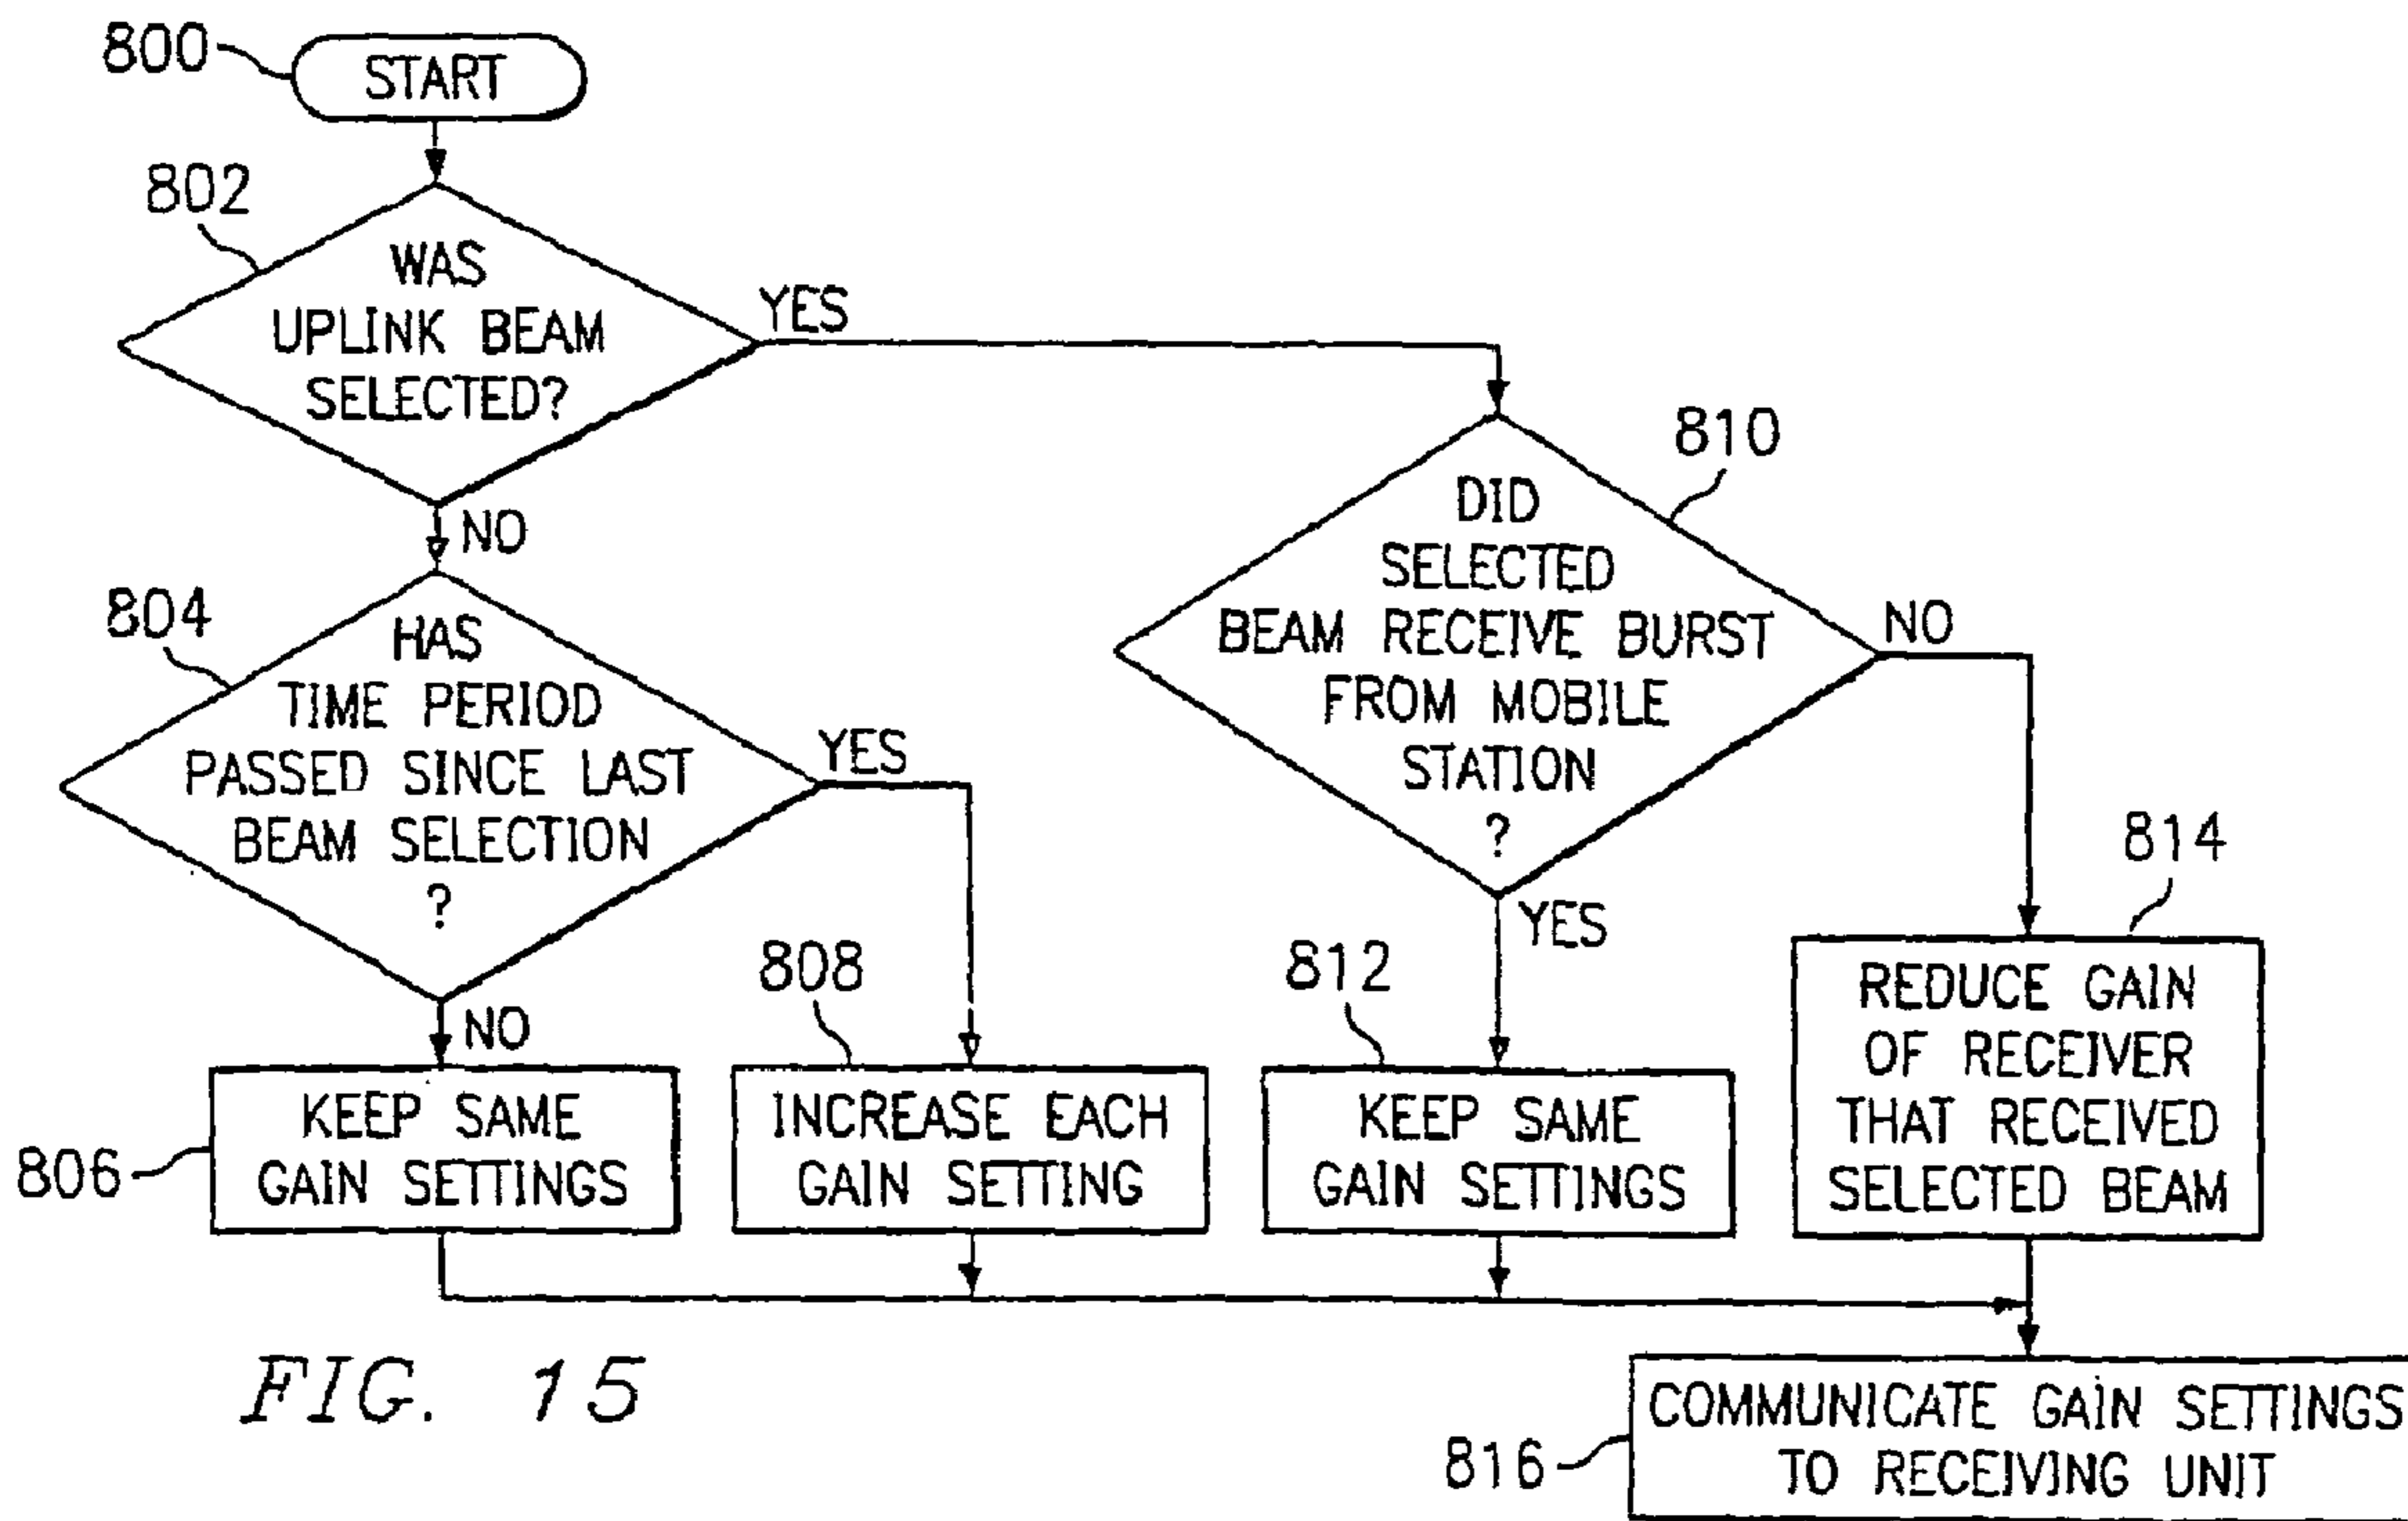 800
START
802
WAS
UPLINK BEAM
SELECTED?
YES
NO
804
HAS
TIME PERIOD
PASSED SINCE LAST
BEAM SELECTION
?
YES
NO
810
DID
SELECTED
BEAM RECEIVE BURST
FROM MOBILE
STATION
?
NO
YES
806
KEEP SAME
GAIN SETTINGS
808
INCREASE EACH
GAIN SETTING
812
KEEP SAME
GAIN SETTINGS
814
REDUCE GAIN
OF RECEIVER
THAT RECEIVED
SELECTED BEAM
816
COMMUNICATE GAIN SETTINGS
TO RECEIVING UNIT
FIG. 15